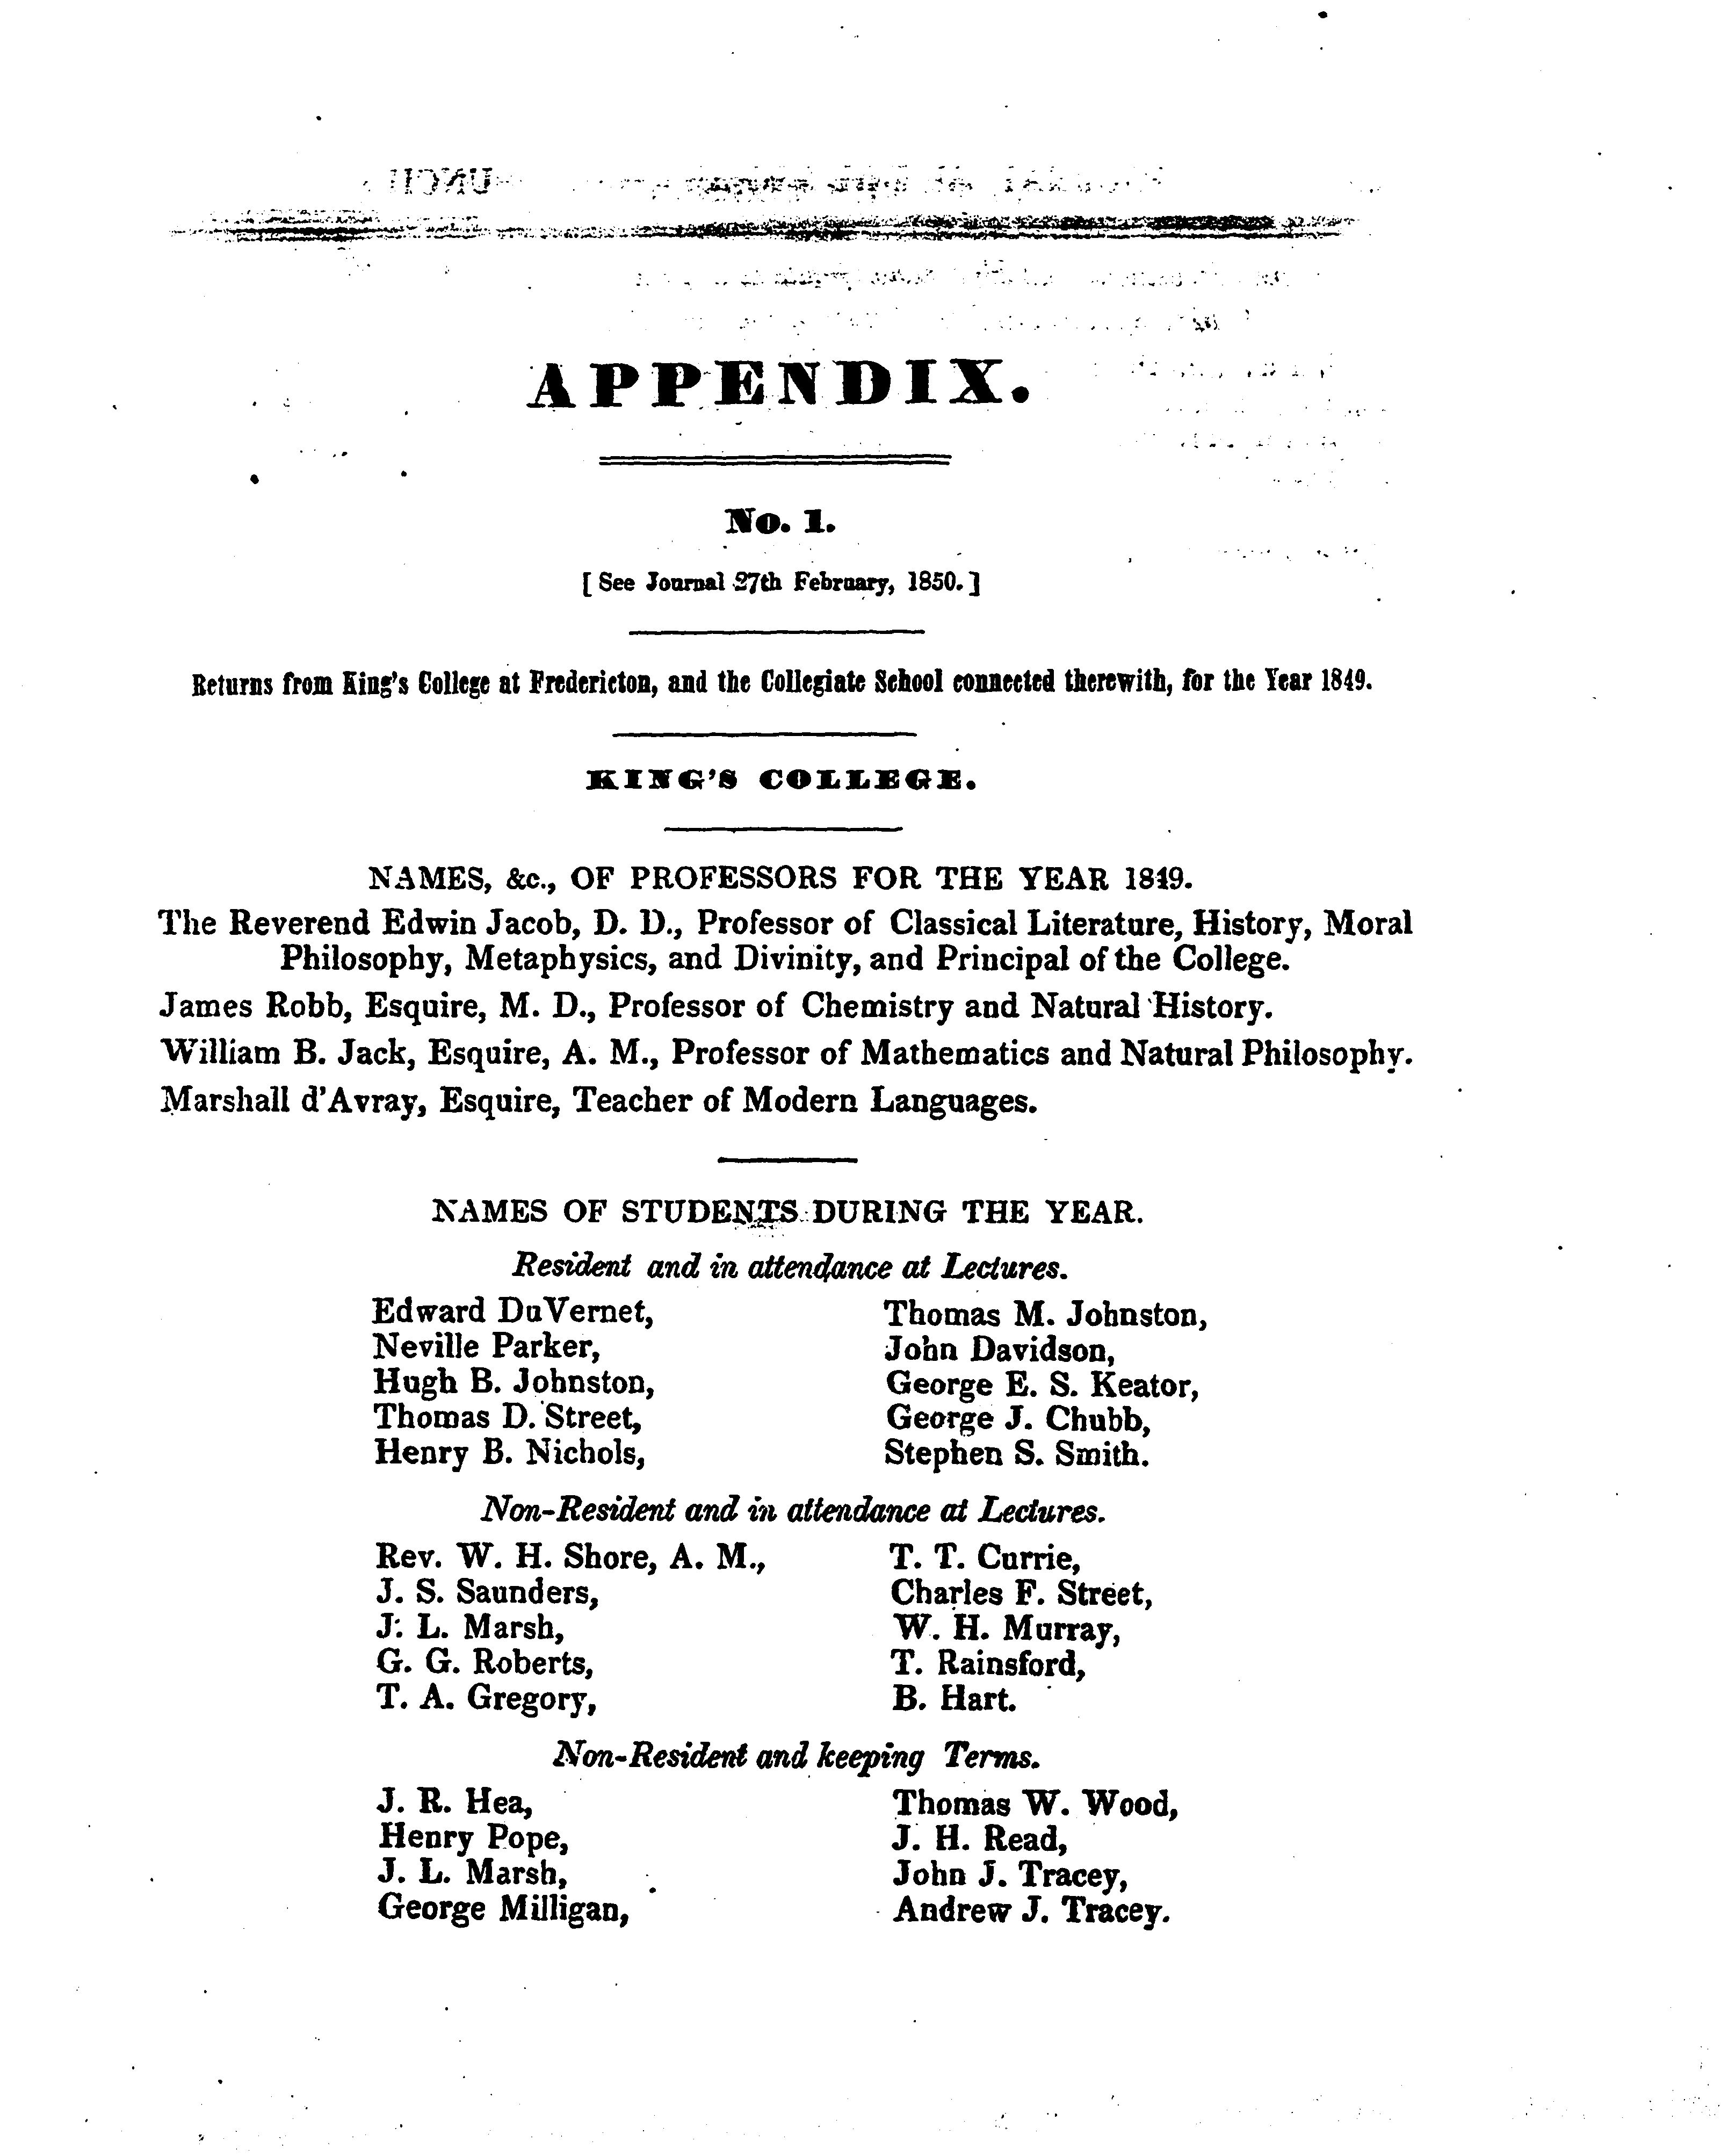 APPENDIX.
No. 1.
[ See Journal 27th February, 1850. ]
Returns from King's College at Fredericton, and the Collegiate School connected therewith, for the Year 1849.
KING'S COLLEGE.
NAMES, &c., OF PROFESSORS FOR THE YEAR 1849.
The Reverend Edwin Jacob, D. D., Professor of Classical Literature, History, Moral
Philosophy, Metaphysics, and Divinity, and Principal of the College.
James Robb, Esquire, M. D., Professor of Chemistry and Natural History.
William B. Jack, Esquire, A. M., Professor of Mathematics and Natural Philosophy.
Marshall d'Avray, Esquire, Teacher of Modern Languages.
NAMES OF STUDENTS DURING THE YEAR.
Resident and in attendance at Lectures.
Edward DuVernet,
Neville Parker,
Hugh B. Johnston,
Thomas D. Street,
Henry B. Nichols,
Thomas M. Johnston,
John Davidson,
George E. S. Keator,
George J. Chubb,
Stephen S. Smith.
Non-Resident and in attendance at Lectures.
Rev. W. H. Shore, A. M.,
J. S. Saunders,
J. L. Marsh,
G. G. Roberts,
T. A. Gregory,
T. T. Currie,
Charles F. Street,
W. H. Murray,
T. Rainsford,
B. Hart.
Non-Resident and keeping Terms.
J. R. Hea,
Henry Pope,
J. L. Marsh,
George Milligan,
Thomas W. Wood,
J. H. Read,
John J. Tracey,
Andrew J. Tracey.